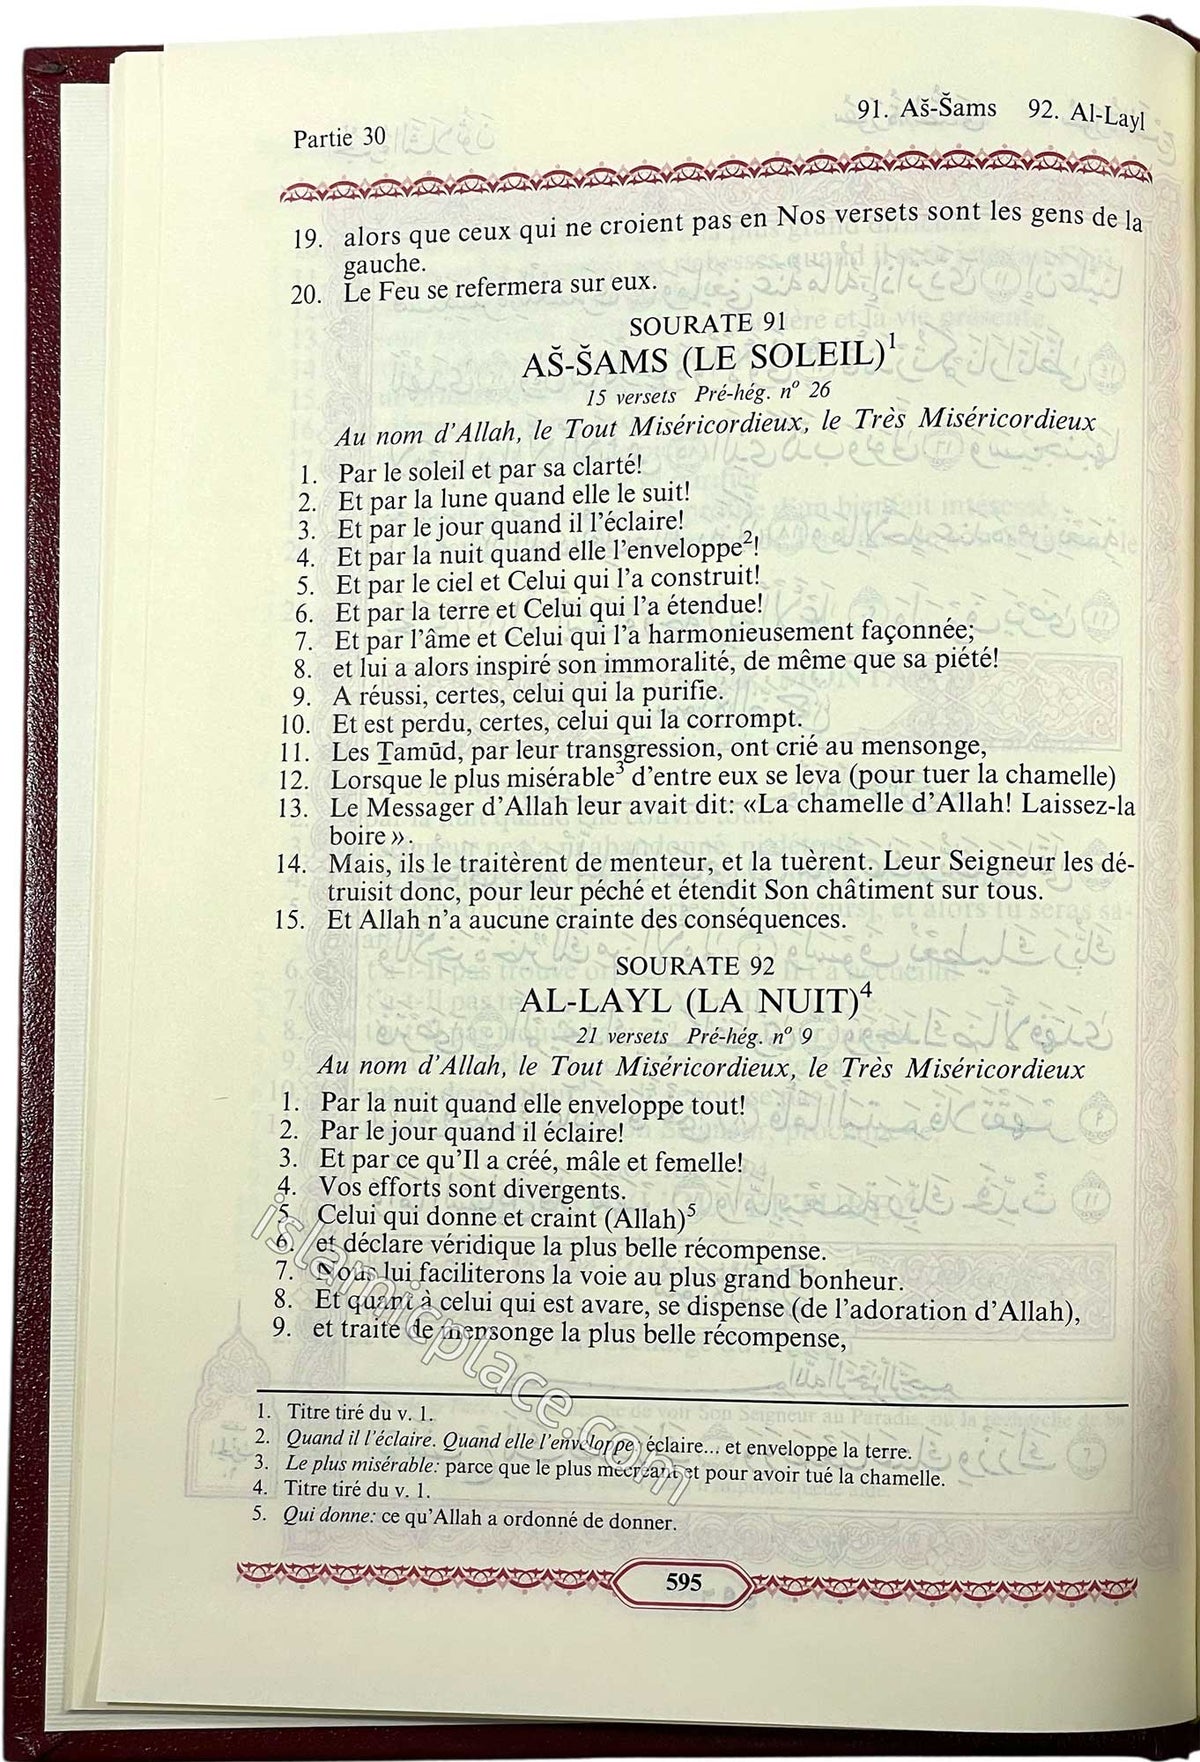 Partie 30
91. Aš-Šams 92. Al-Layl
19. alors que ceux qui ne croient pas en Nos versets sont les gens de la
gauche.
20. Le Feu se refermera sur eux.
SOURATE 91
AŠ-ŠAMS (LE SOLEIL)1
15 versets Pré-hég. nº 26
Au nom d’Allah, le Tout Miséricordieux, le Très Miséricordieux
1. Par le soleil et par sa clarté!
2. Et par la lune quand elle le suit!
3. Et par le jour quand il l’éclaire!
4. Et par la nuit quand elle l’enveloppe2!
5. Et par le ciel et Celui qui l’a construit!
6. Et par la terre et Celui qui l’a étendue!
7. Et par l’âme et Celui qui l’a harmonieusement façonnée;
8. et lui a alors inspiré son immoralité, de même que sa piété!
9. A réussi, certes, celui qui la purifie.
10. Et est perdu, certes, celui qui la corrompt.
11. Les Ṯamūd, par leur transgression, ont crié au mensonge,
12. Lorsque le plus misérable3 d’entre eux se leva (pour tuer la chamelle)
13. Le Messager d’Allah leur avait dit: «La chamelle d’Allah! Laissez-la
boire».
14. Mais, ils le traitèrent de menteur, et la tuèrent. Leur Seigneur les dé-
truisit donc, pour leur péché et étendit Son châtiment sur tous.
15. Et Allah n’a aucune crainte des conséquences.
SOURATE 92
AL-LAYL (LA NUIT)4
21 versets Pré-hég. nº 9
Au nom d’Allah, le Tout Miséricordieux, le Très Miséricordieux
1. Par la nuit quand elle enveloppe tout!
2. Par le jour quand il éclaire!
3. Et par ce qu’Il a créé, mâle et femelle!
4. Vos efforts sont divergents.
5. Celui qui donne et craint (Allah)5
6. et déclare véridique la plus belle récompense.
7. Nous lui faciliterons la voie au plus grand bonheur.
8. Et quant à celui qui est avare, se dispense (de l’adoration d’Allah),
9. et traite de mensonge la plus belle récompense,
islamicplace.com
1. Titre tiré du v. 1.
2. Quand il l’éclaire. Quand elle l’enveloppe: éclaire... et enveloppe la terre.
3. Le plus misérable: parce que le plus mécréant et pour avoir tué la chamelle.
4. Titre tiré du v. 1.
5. Qui donne: ce qu’Allah a ordonné de donner.
595